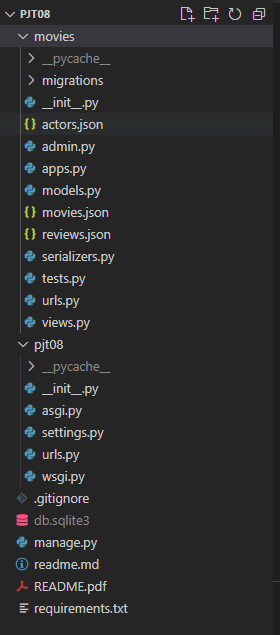 PJT08
movies
__pycache__
migrations
__init__.py
actors.json
admin.py
apps.py
models.py
movies.json
reviews.json
serializers.py
tests.py
urls.py
views.py
pjt08
__pycache__
__init__.py
asgi.py
settings.py
urls.py
wsgi.py
.gitignore
db.sqlite3
manage.py
readme.md
README.pdf
requirements.txt